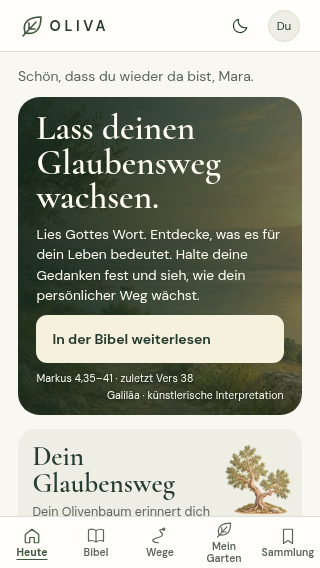 OLIVA
Du
Schön, dass du wieder da bist, Mara.
Lass deinen
Glaubensweg
wachsen.
Lies Gottes Wort. Entdecke, was es für
dein Leben bedeutet. Halte deine
Gedanken fest und sieh, wie dein
persönlicher Weg wächst.
In der Bibel weiterlesen
Markus 4,35–41 · zuletzt Vers 38
Galiläa · künstlerische Interpretation
Dein
Glaubensweg
Dein Olivenbaum erinnert dich
Heute
Bibel
Wege
Mein
Garten
Sammlung